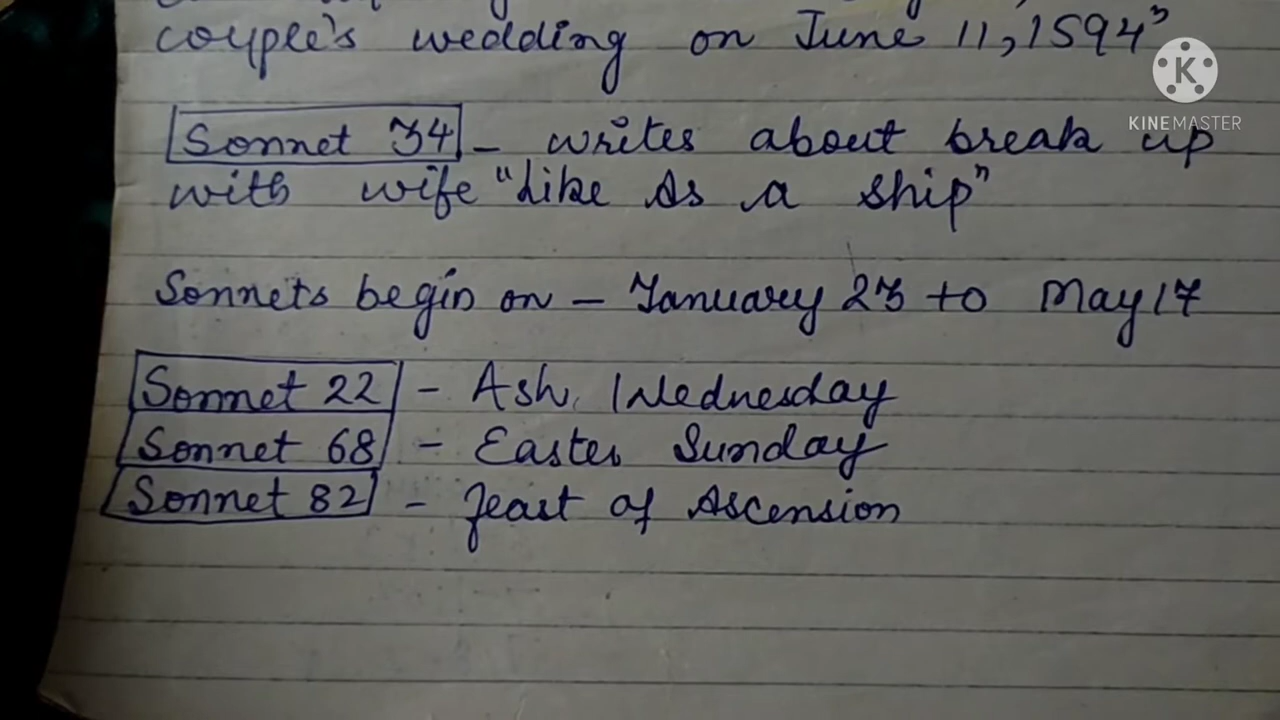 couple's wedding on June 11, 1594"
Sonnet 34 - writes about break up
with wife "Like As a ship"
Sonnets begin on - January 23 to May 17
Sonnet 22 - Ash Wednesday
Sonnet 68 - Easter Sunday
Sonnet 82 - Feast of Ascension
K
KINEMASTER